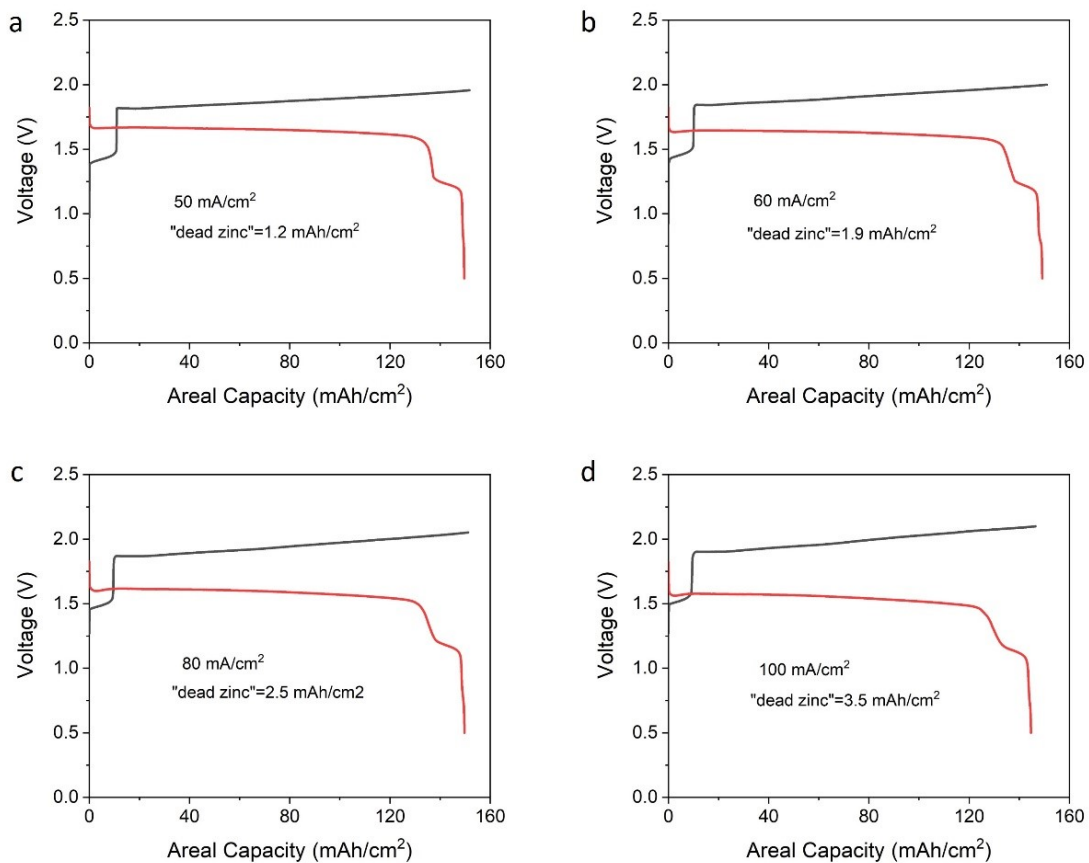 a
2.5
2.0
1.5
1.0
0.5
0.0
Voltage (V)
50 mA/cm²
"dead zinc"=1.2 mAh/cm²
0 40 80 120 160
Areal Capacity (mAh/cm²)
b
2.5
2.0
1.5
1.0
0.5
0.0
Voltage (V)
60 mA/cm²
"dead zinc"=1.9 mAh/cm²
0 40 80 120 160
Areal Capacity (mAh/cm²)
c
2.5
2.0
1.5
1.0
0.5
0.0
Voltage (V)
80 mA/cm²
"dead zinc"=2.5 mAh/cm2
0 40 80 120 160
Areal Capacity (mAh/cm²)
d
2.5
2.0
1.5
1.0
0.5
0.0
Voltage (V)
100 mA/cm²
"dead zinc"=3.5 mAh/cm²
0 40 80 120 160
Areal Capacity (mAh/cm²)